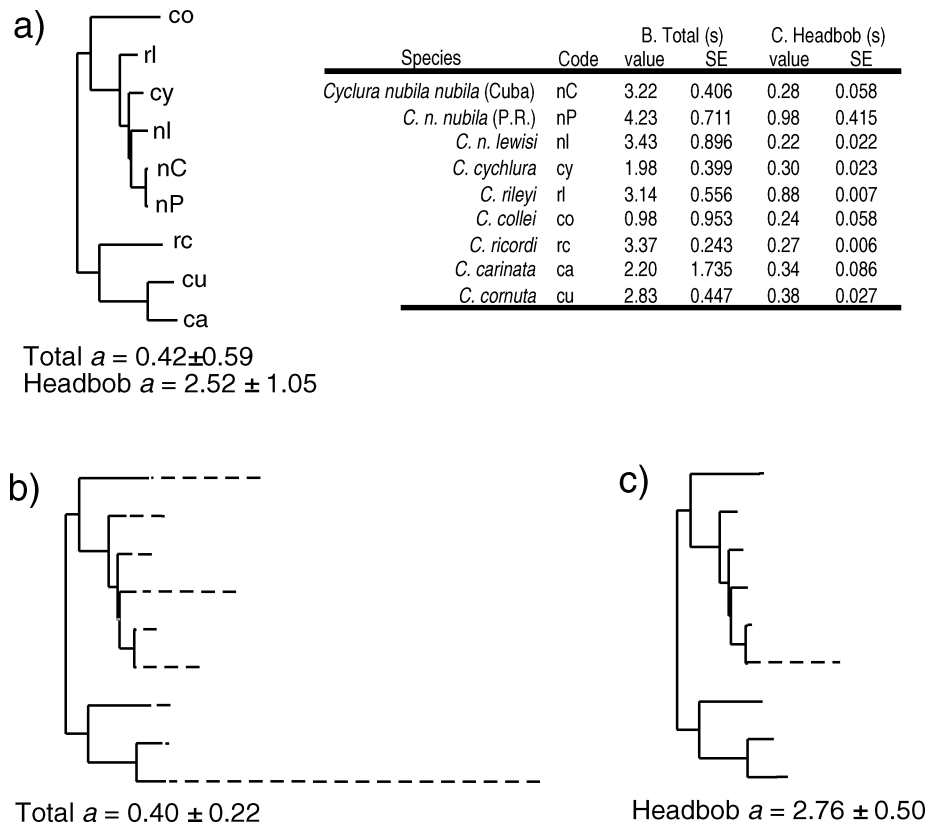 a)
co
rl
cy
nl
nC
nP
rc
cu
ca
Total a = 0.42±0.59
Headbob a = 2.52 ± 1.05
B. Total (s) C. Headbob (s)
Species Code value SE value SE
Cyclura nubila nubila (Cuba) nC 3.22 0.406 0.28 0.058
C. n. nubila (P.R.) nP 4.23 0.711 0.98 0.415
C. n. lewisi nl 3.43 0.896 0.22 0.022
C. cychlura cy 1.98 0.399 0.30 0.023
C. rileyi rl 3.14 0.556 0.88 0.007
C. collei co 0.98 0.953 0.24 0.058
C. ricordi rc 3.37 0.243 0.27 0.006
C. carinata ca 2.20 1.735 0.34 0.086
C. cornuta cu 2.83 0.447 0.38 0.027
b)
Total a = 0.40 ± 0.22
c)
Headbob a = 2.76 ± 0.50